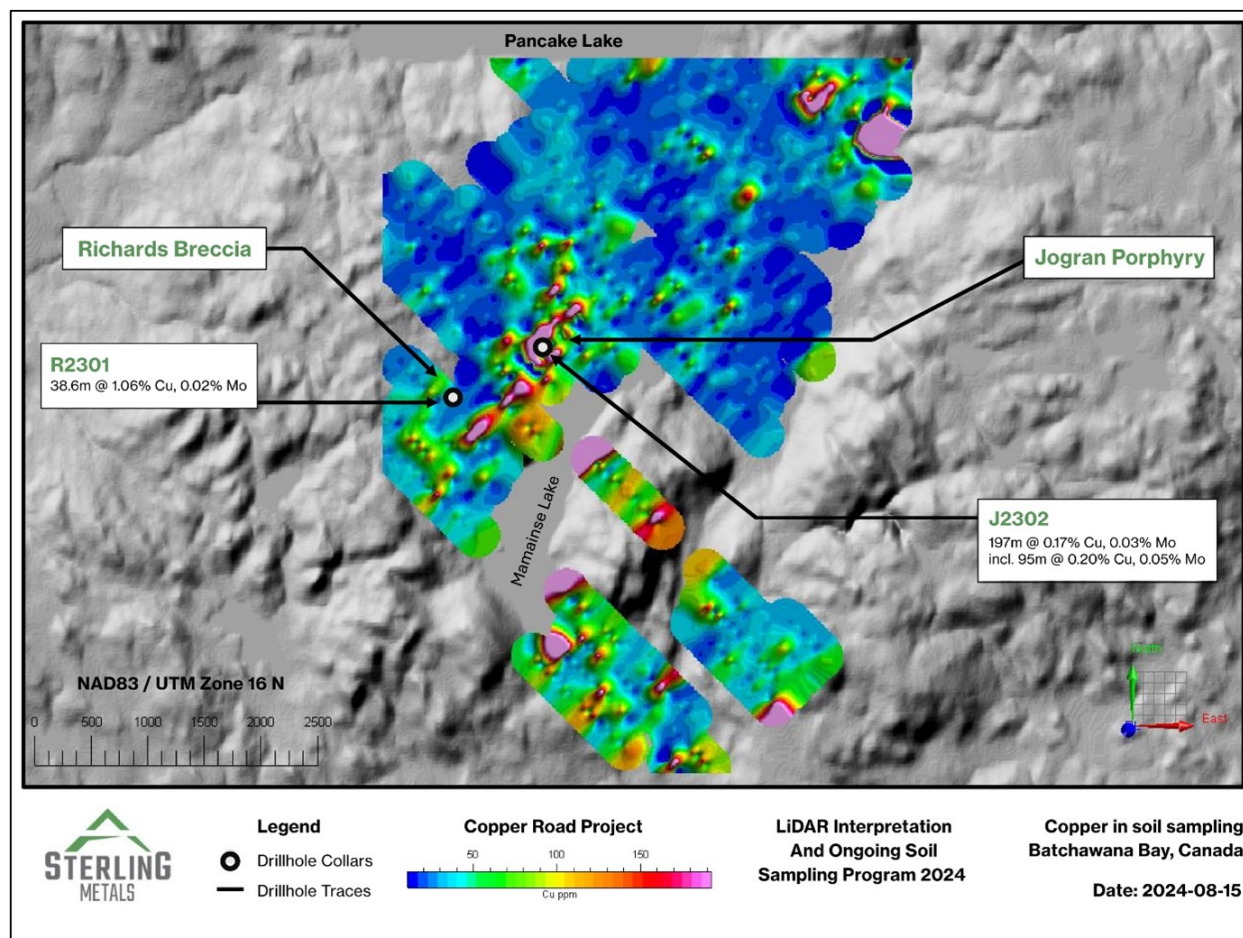 Pancake Lake
Richards Breccia
Jogran Porphyry
R2301
38.6m @ 1.06% Cu, 0.02% Mo
J2302
197m @ 0.17% Cu, 0.03% Mo
incl. 95m @ 0.20% Cu, 0.05% Mo
Mamainse Lake
North
East
NAD83 / UTM Zone 16 N
0 500 1000 1500 2000 2500
STERLING
METALS
Legend
Drillhole Collars
Drillhole Traces
Copper Road Project
50 100 150
Cu ppm
LiDAR Interpretation
And Ongoing Soil
Sampling Program 2024
Copper in soil sampling
Batchawana Bay, Canada
Date: 2024-08-15